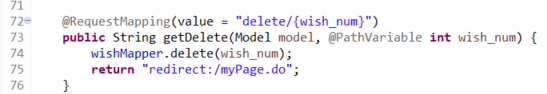 71
72 @RequestMapping(value = "delete/{wish_num}")
73 public String getDelete(Model model, @PathVariable int wish_num) {
74 wishMapper.delete(wish_num);
75 return "redirect:/myPage.do";
76 }